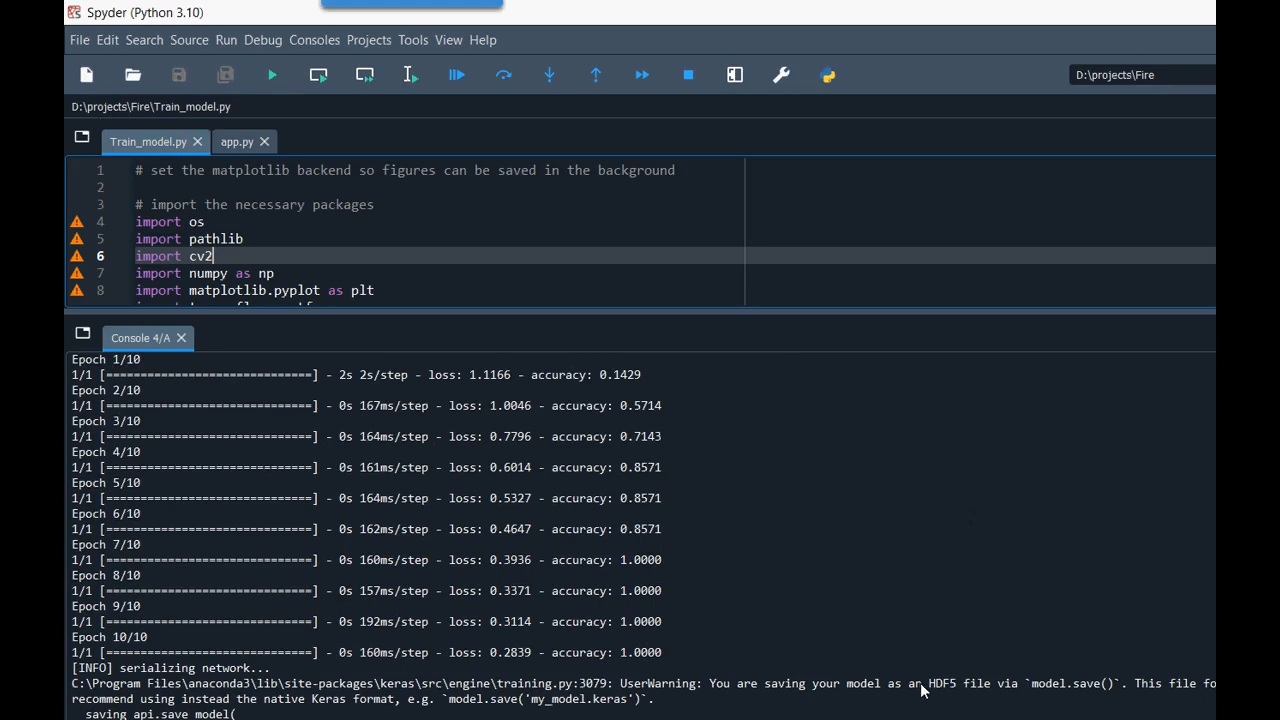 Spyder (Python 3.10)
File Edit Search Source Run Debug Consoles Projects Tools View Help
D:\projects\Fire
D:\projects\Fire\Train_model.py
Train_model.py app.py
1 # set the matplotlib backend so figures can be saved in the background
2
3 # import the necessary packages
4 import os
5 import pathlib
6 import cv2
7 import numpy as np
8 import matplotlib.pyplot as plt
Console 4/A
Epoch 1/10
1/1 [==============================] - 2s 2s/step - loss: 1.1166 - accuracy: 0.1429
Epoch 2/10
1/1 [==============================] - 0s 167ms/step - loss: 1.0046 - accuracy: 0.5714
Epoch 3/10
1/1 [==============================] - 0s 164ms/step - loss: 0.7796 - accuracy: 0.7143
Epoch 4/10
1/1 [==============================] - 0s 161ms/step - loss: 0.6014 - accuracy: 0.8571
Epoch 5/10
1/1 [==============================] - 0s 164ms/step - loss: 0.5327 - accuracy: 0.8571
Epoch 6/10
1/1 [==============================] - 0s 162ms/step - loss: 0.4647 - accuracy: 0.8571
Epoch 7/10
1/1 [==============================] - 0s 160ms/step - loss: 0.3936 - accuracy: 1.0000
Epoch 8/10
1/1 [==============================] - 0s 157ms/step - loss: 0.3371 - accuracy: 1.0000
Epoch 9/10
1/1 [==============================] - 0s 192ms/step - loss: 0.3114 - accuracy: 1.0000
Epoch 10/10
1/1 [==============================] - 0s 160ms/step - loss: 0.2839 - accuracy: 1.0000
[INFO] serializing network...
C:\Program Files\anaconda3\lib\site-packages\keras\src\engine\training.py:3079: UserWarning: You are saving your model as an HDF5 file via `model.save()`. This file fo
recommend using instead the native Keras format, e.g. `model.save('my_model.keras')`.
saving_api.save_model(